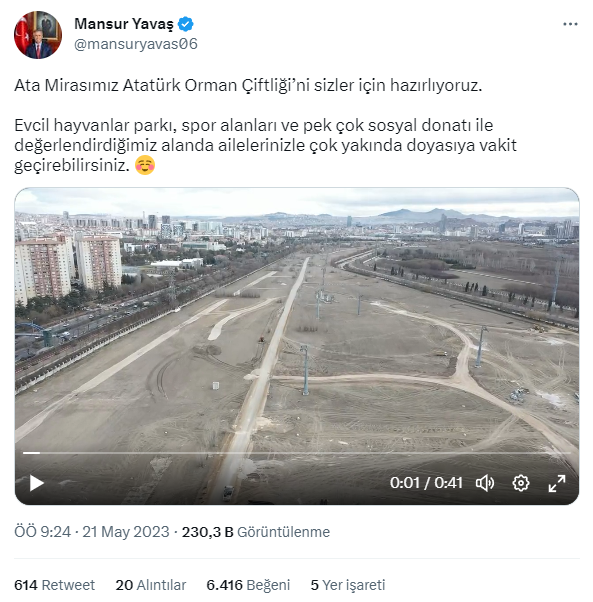 Mansur Yavaş
@mansuryavas06
Ata Mirasımız Atatürk Orman Çiftliği’ni sizler için hazırlıyoruz.
Evcil hayvanlar parkı, spor alanları ve pek çok sosyal donatı ile
değerlendirdiğimiz alanda ailelerinizle çok yakında doyasıya vakit
geçirebilirsiniz. ☺️
0:01 / 0:41
ÖÖ 9:24 · 21 May 2023 · 230,3 B Görüntülenme
614 Retweet 20 Alıntılar 6.416 Beğeni 5 Yer işareti